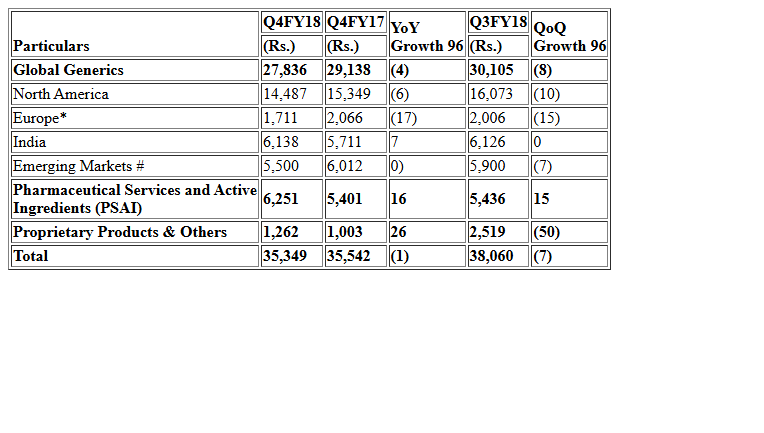 Particulars Q4FY18 (Rs.) Q4FY17 (Rs.) YoY Growth 96 Q3FY18 (Rs.) QoQ Growth 96
Global Generics 27,836 29,138 (4) 30,105 (8)
North America 14,487 15,349 (6) 16,073 (10)
Europe* 1,711 2,066 (17) 2,006 (15)
India 6,138 5,711 7 6,126 0
Emerging Markets # 5,500 6,012 0) 5,900 (7)
Pharmaceutical Services and Active
Ingredients (PSAI) 6,251 5,401 16 5,436 15
Proprietary Products & Others 1,262 1,003 26 2,519 (50)
Total 35,349 35,542 (1) 38,060 (7)